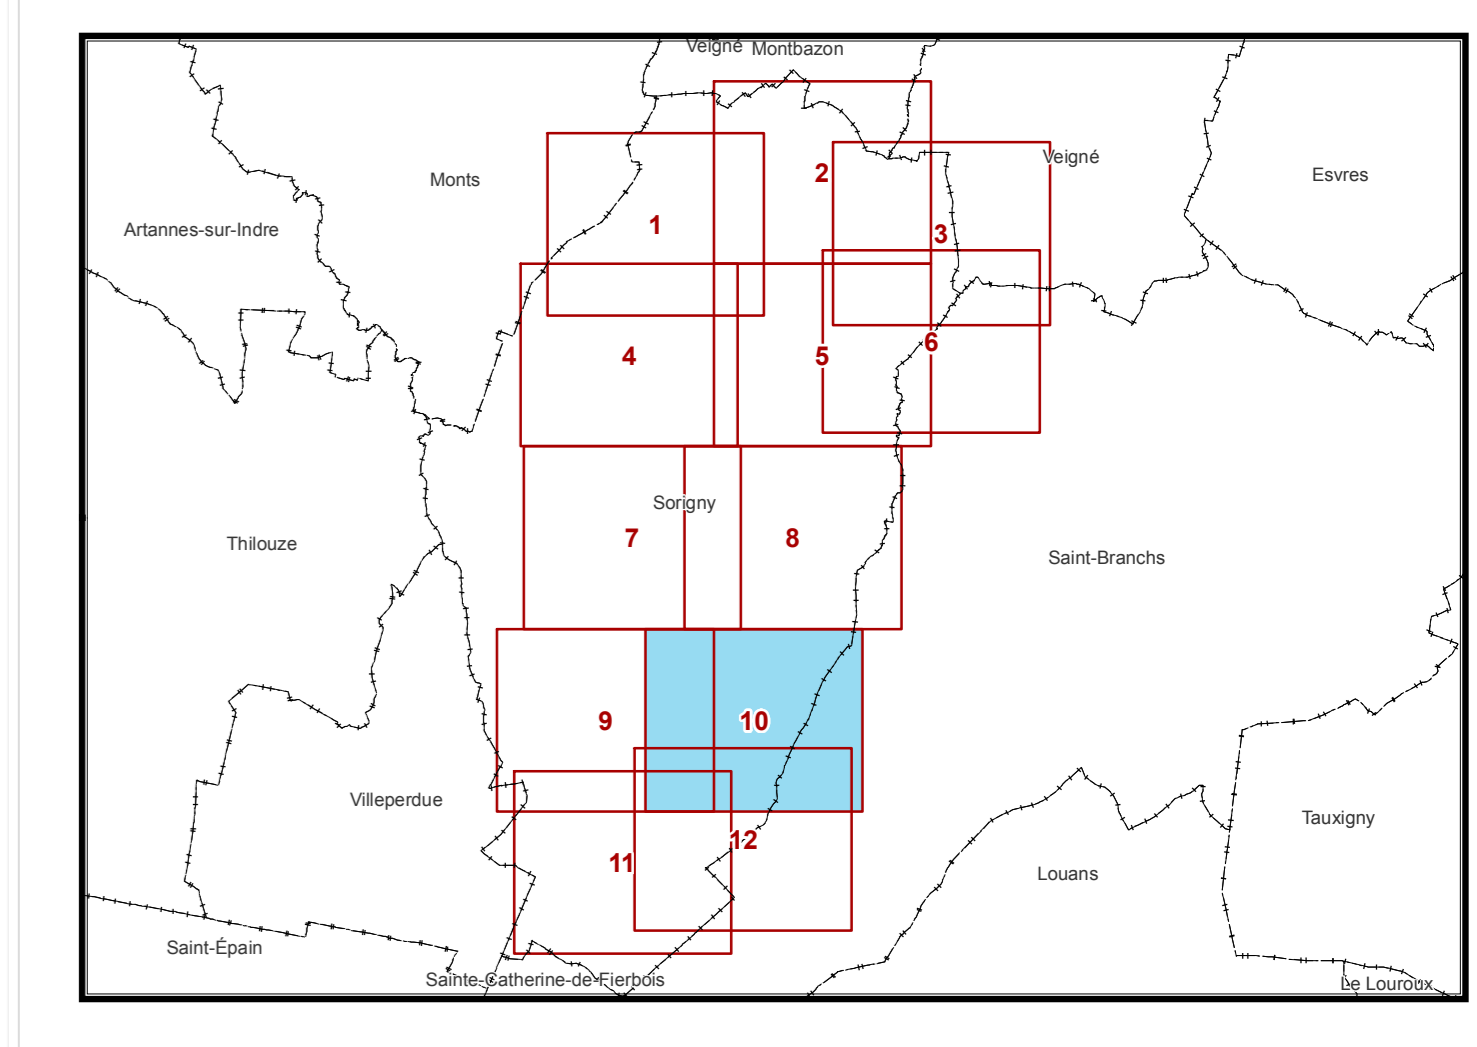 Veigné Montbazon
Veigné
Esvres
2
Monts
1
3
Artannes-sur-Indre
4
5
6
Sorigny
7
8
Thilouze
Saint-Branchs
9
10
Villeperdue
Tauxigny
12
11
Louans
Saint-Épain
Sainte-Catherine-de-Fierbois
Le Louroux